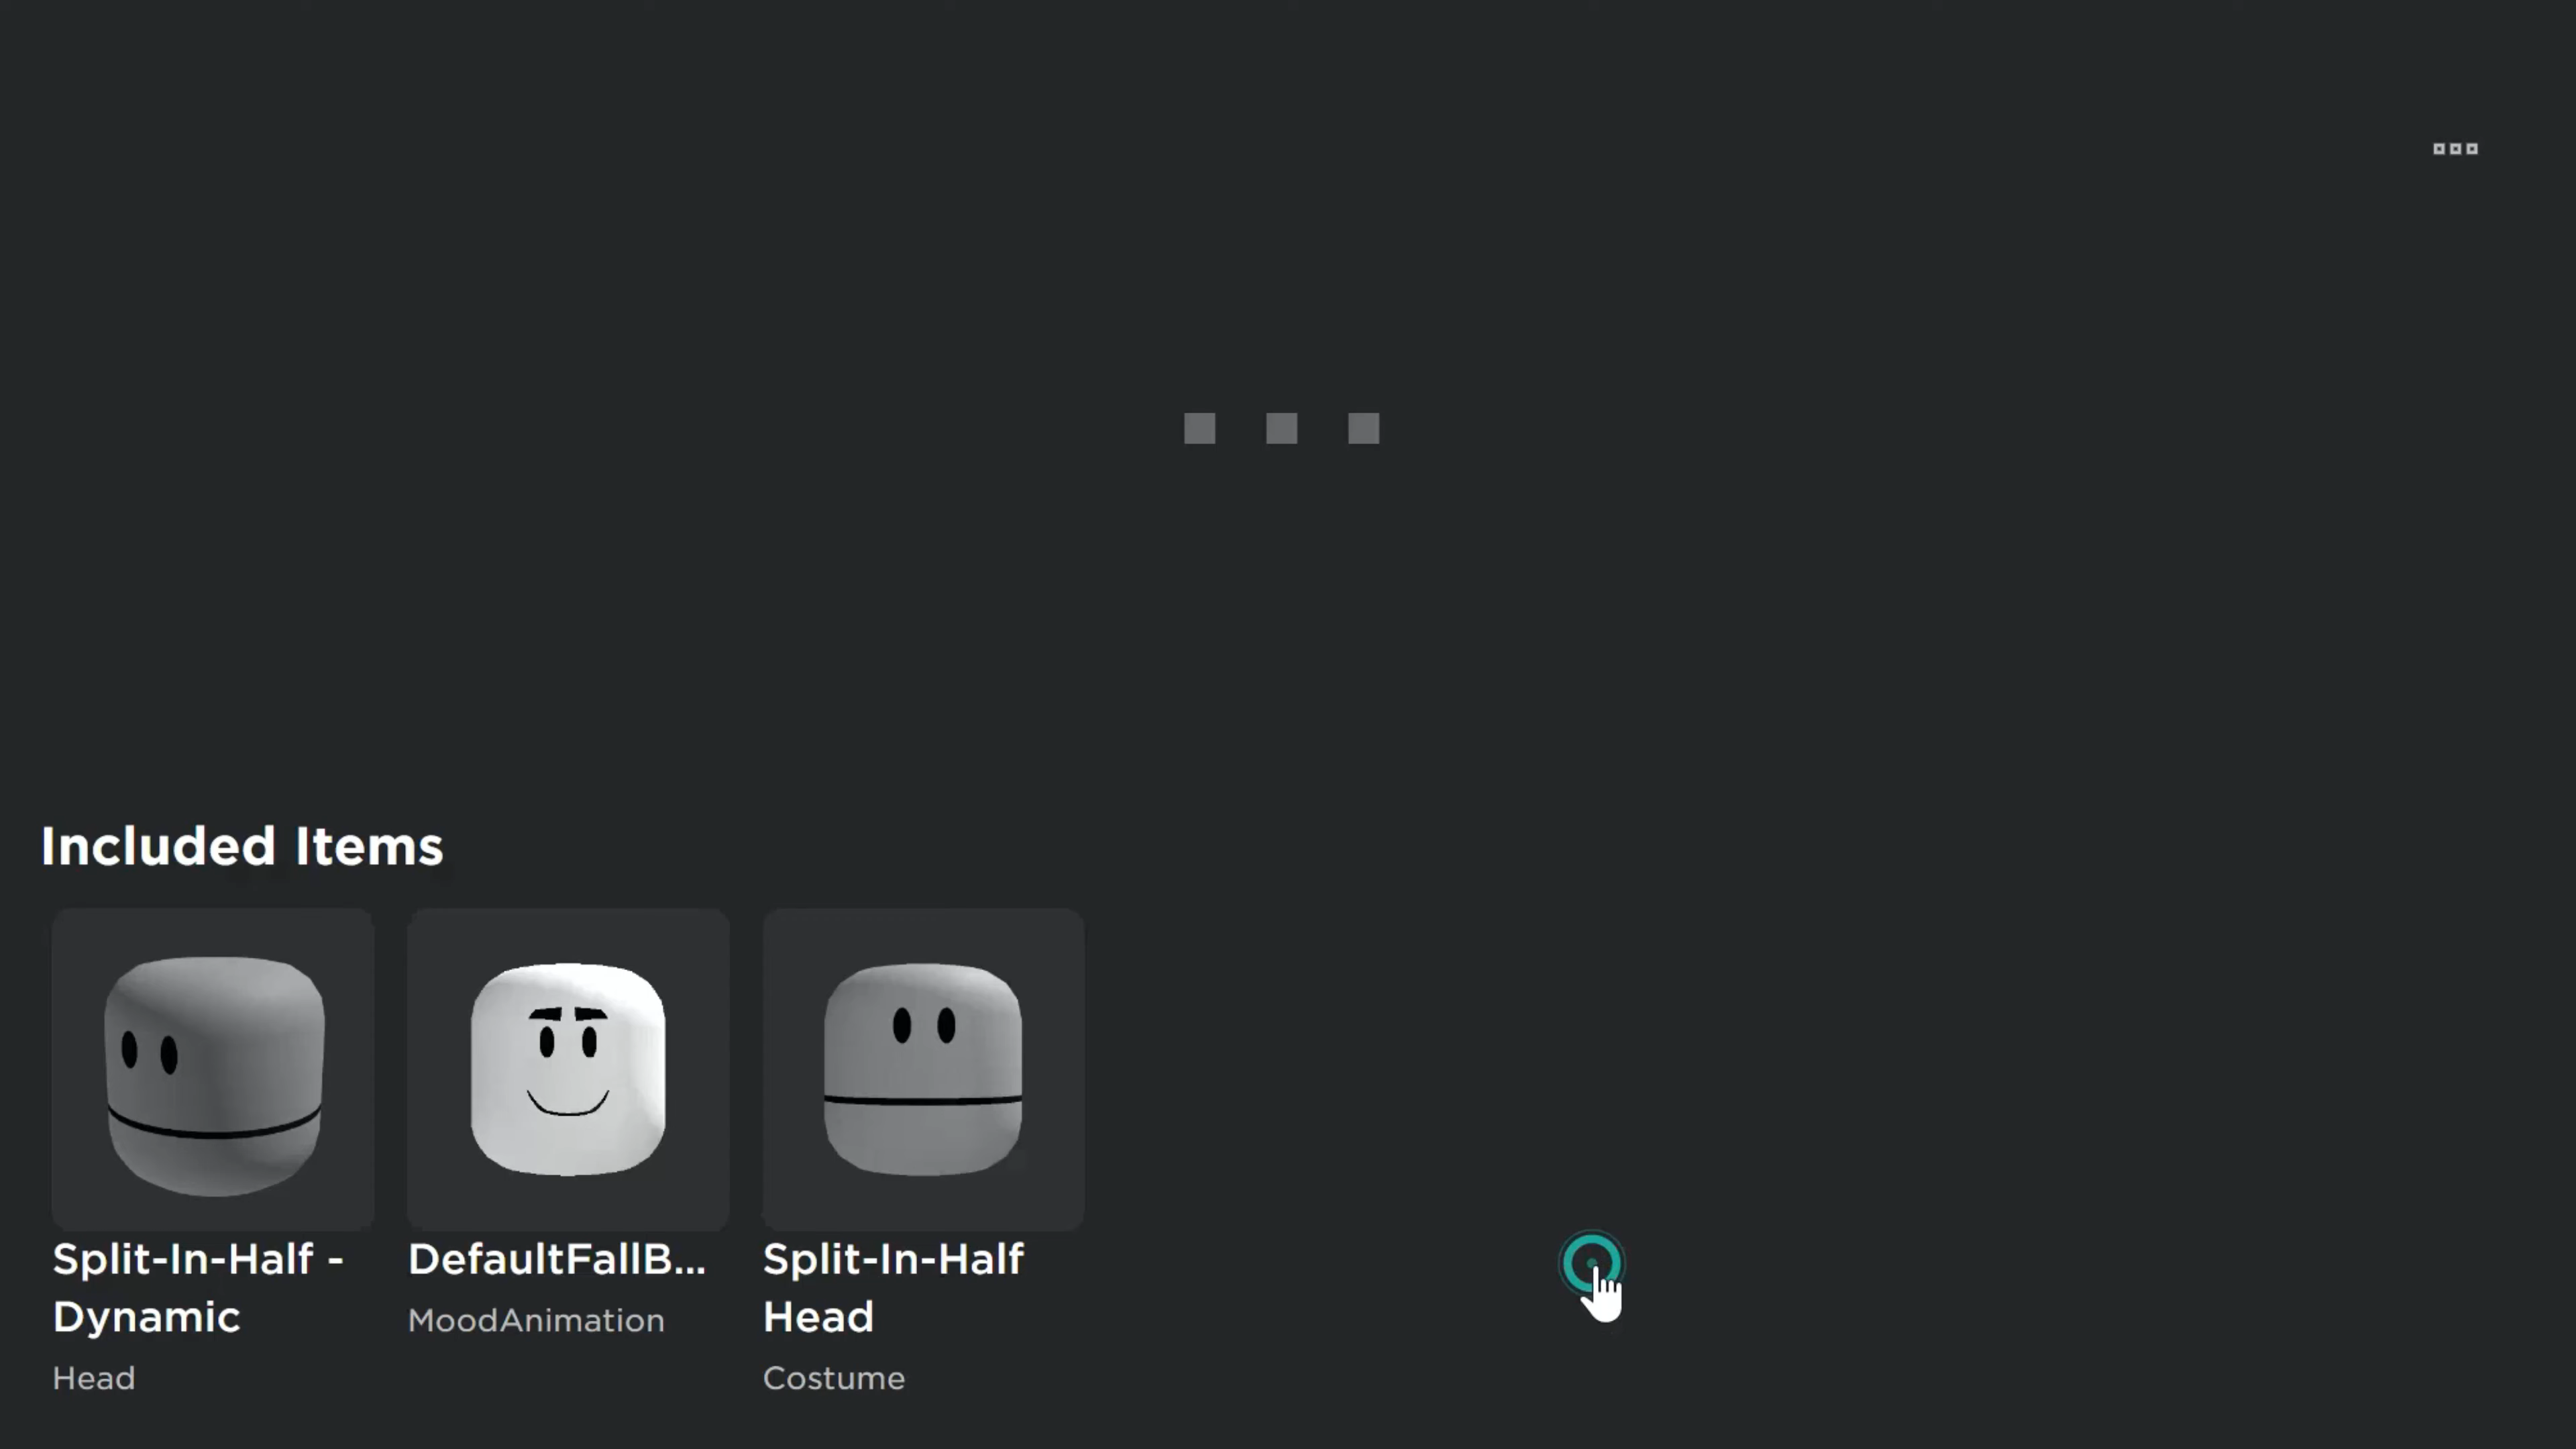 Included Items
Split-In-Half -
Dynamic
Head
DefaultFallB...
MoodAnimation
Split-In-Half
Head
Costume